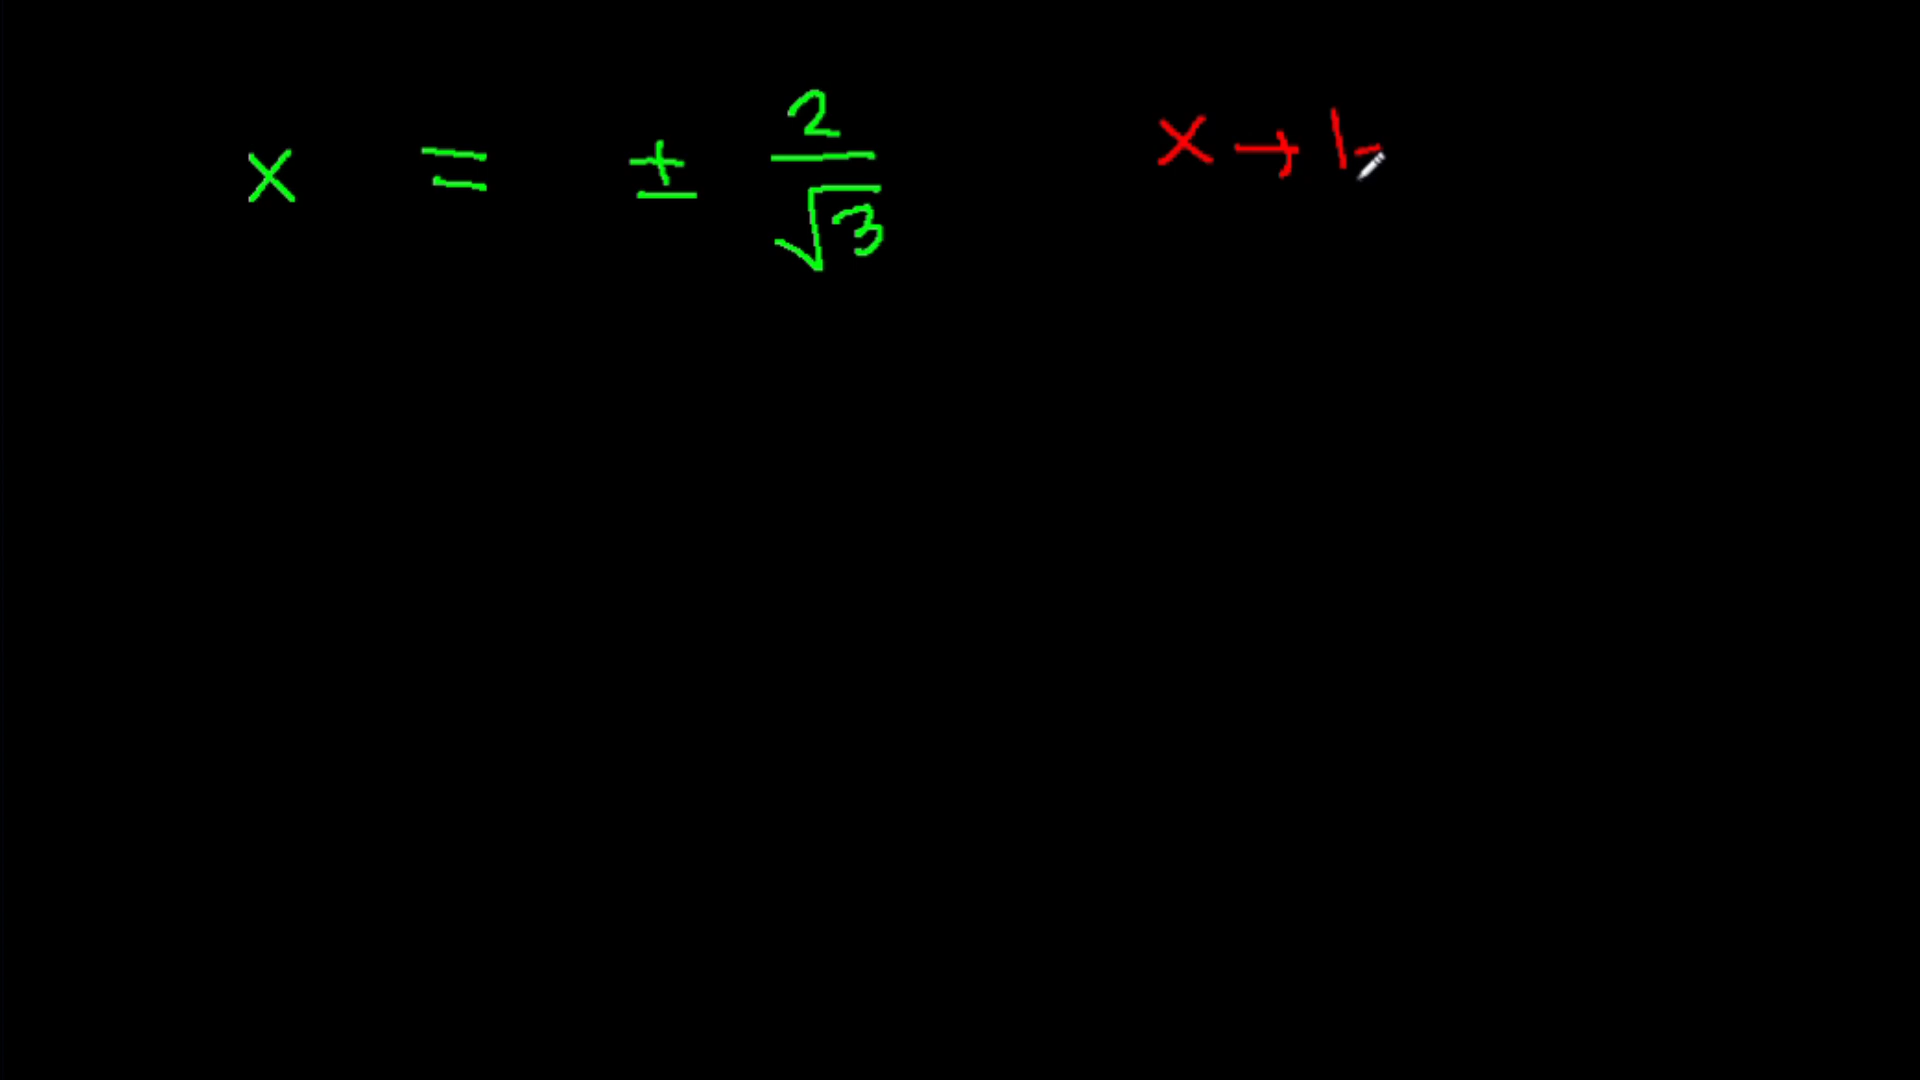 x = ± 2/√3 x → 1-